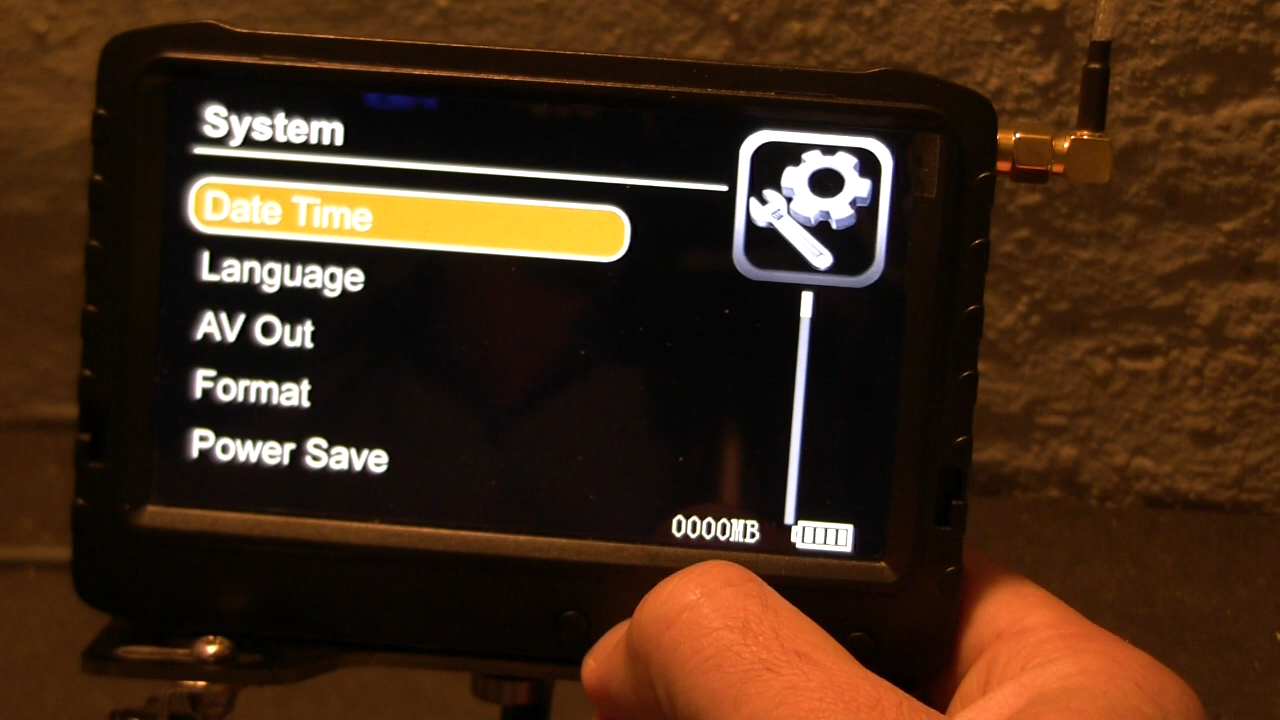 System
Date Time
Language
AV Out
Format
Power Save
0000MB